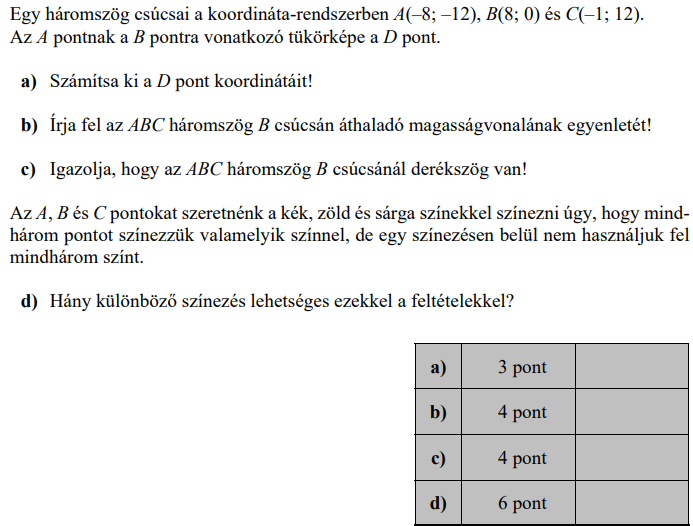 Egy háromszög csúcsai a koordináta-rendszerben A(–8; –12), B(8; 0) és C(–1; 12).
Az A pontnak a B pontra vonatkozó tükörképe a D pont.
a) Számítsa ki a D pont koordinátáit!
b) Írja fel az ABC háromszög B csúcsán áthaladó magasságvonalának egyenletét!
c) Igazolja, hogy az ABC háromszög B csúcsánál derékszög van!
Az A, B és C pontokat szeretnénk a kék, zöld és sárga színekkel színezni úgy, hogy mind-
három pontot színezzük valamelyik színnel, de egy színezésen belül nem használjuk fel
mindhárom színt.
d) Hány különböző színezés lehetséges ezekkel a feltételekkel?
a) 3 pont
b) 4 pont
c) 4 pont
d) 6 pont